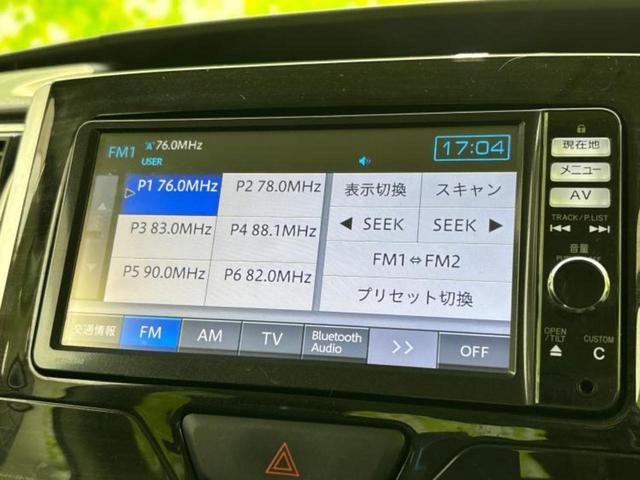 FM1 76.0MHz
USER
17:04
P1 76.0MHz P2 78.0MHz
P3 83.0MHz P4 88.1MHz
P5 90.0MHz P6 82.0MHz
表示切換 スキャン
◀ SEEK SEEK ▶
FM1⇔FM2
プリセット切換
交通情報 FM AM TV Bluetooth Audio >> OFF
現在地
メニュー
AV
TRACK/P.LIST
音量
OPEN/TILT
CUSTOM
C